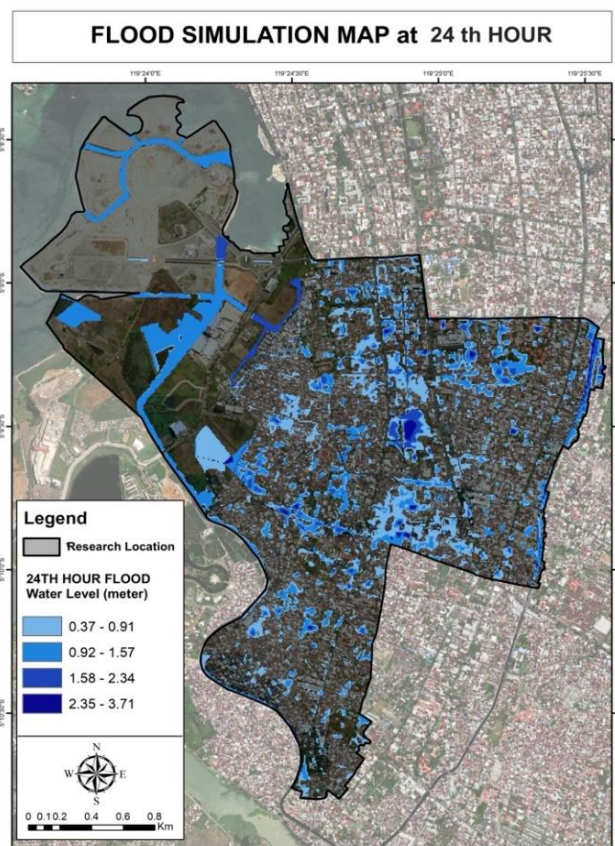 FLOOD SIMULATION MAP at 24 th HOUR
119°24'0"E 119°24'30"E 119°25'0"E 119°25'30"E
Legend
Research Location
24TH HOUR FLOOD
Water Level (meter)
0.37 - 0.91
0.92 - 1.57
1.58 - 2.34
2.35 - 3.71
N
W E
S
0 0.1 0.2 0.4 0.6 0.8
Km